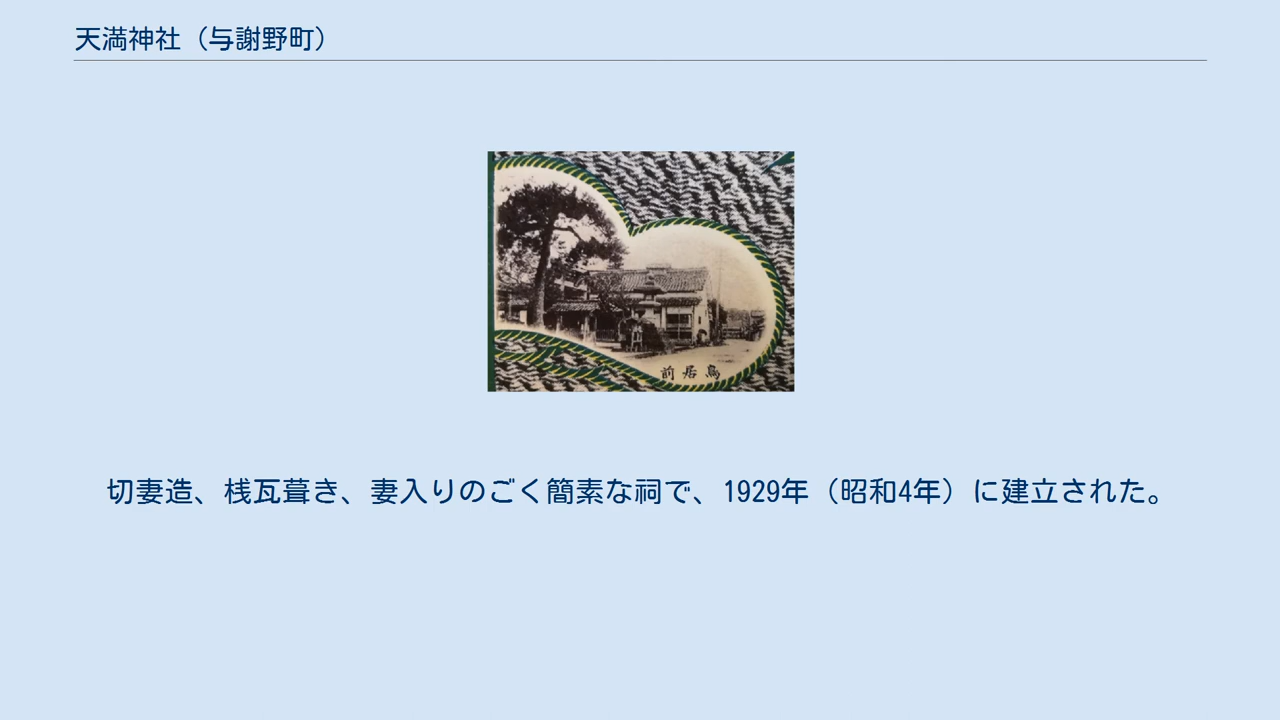 天満神社（与謝野町）
前居鳥
切妻造、桟瓦葺き、妻入りのごく簡素な祠で、1929年（昭和4年）に建立された。